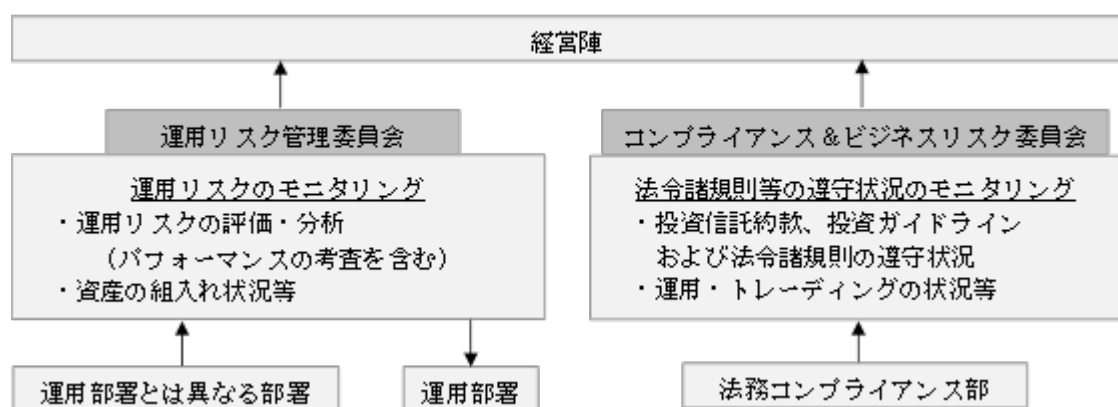 経営陣
運用リスク管理委員会
運用リスクのモニタリング
・運用リスクの評価・分析
(パフォーマンスの考査を含む)
・資産の組入れ状況等
運用部署とは異なる部署
運用部署
コンプライアンス＆ビジネスリスク委員会
法令諸規則等の遵守状況のモニタリング
・投資信託約款、投資ガイドライン
および法令諸規則の遵守状況
・運用・トレーディングの状況等
法務コンプライアンス部